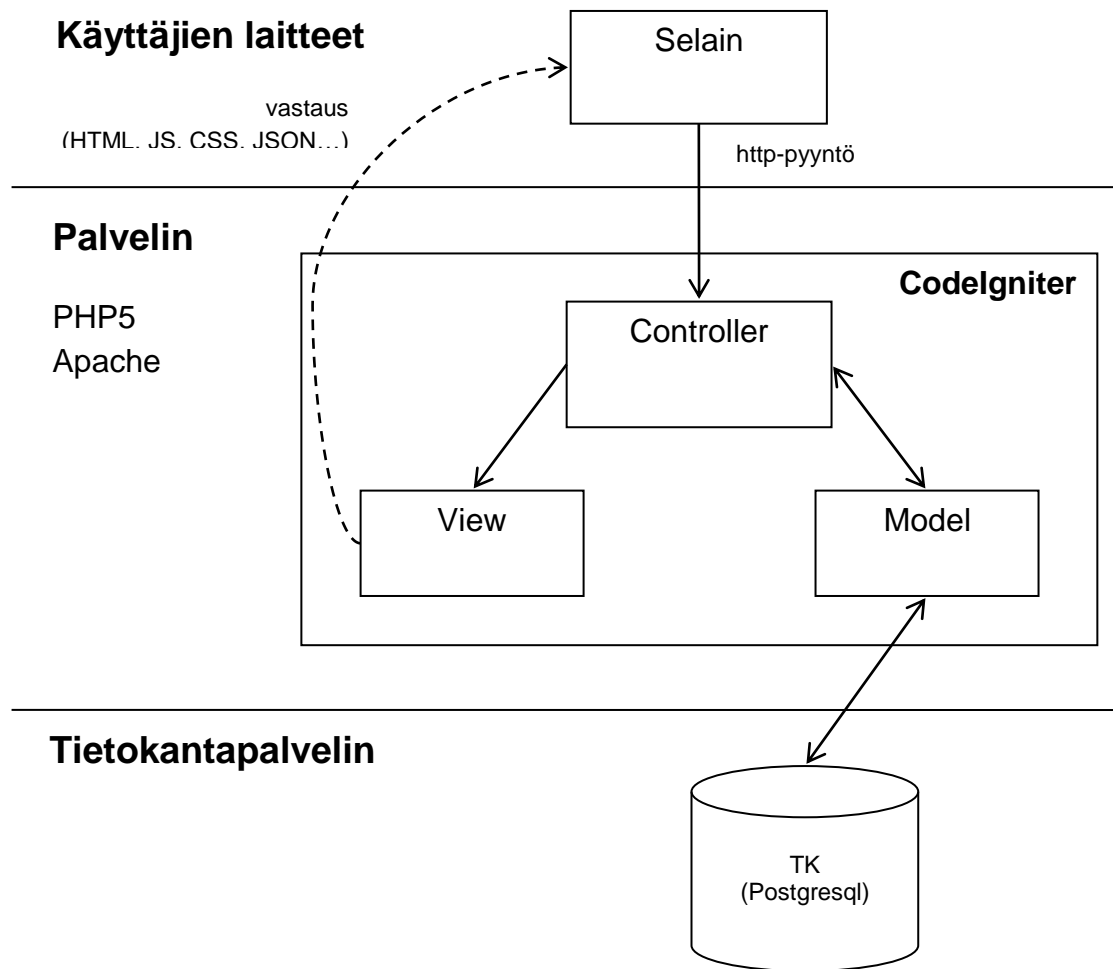 Käyttäjien laitteet
Selain
vastaus
(HTML, JS, CSS, JSON…)
http-pyyntö
Palvelin
CodeIgniter
PHP5
Apache
Controller
View
Model
Tietokantapalvelin
TK
(Postgresql)